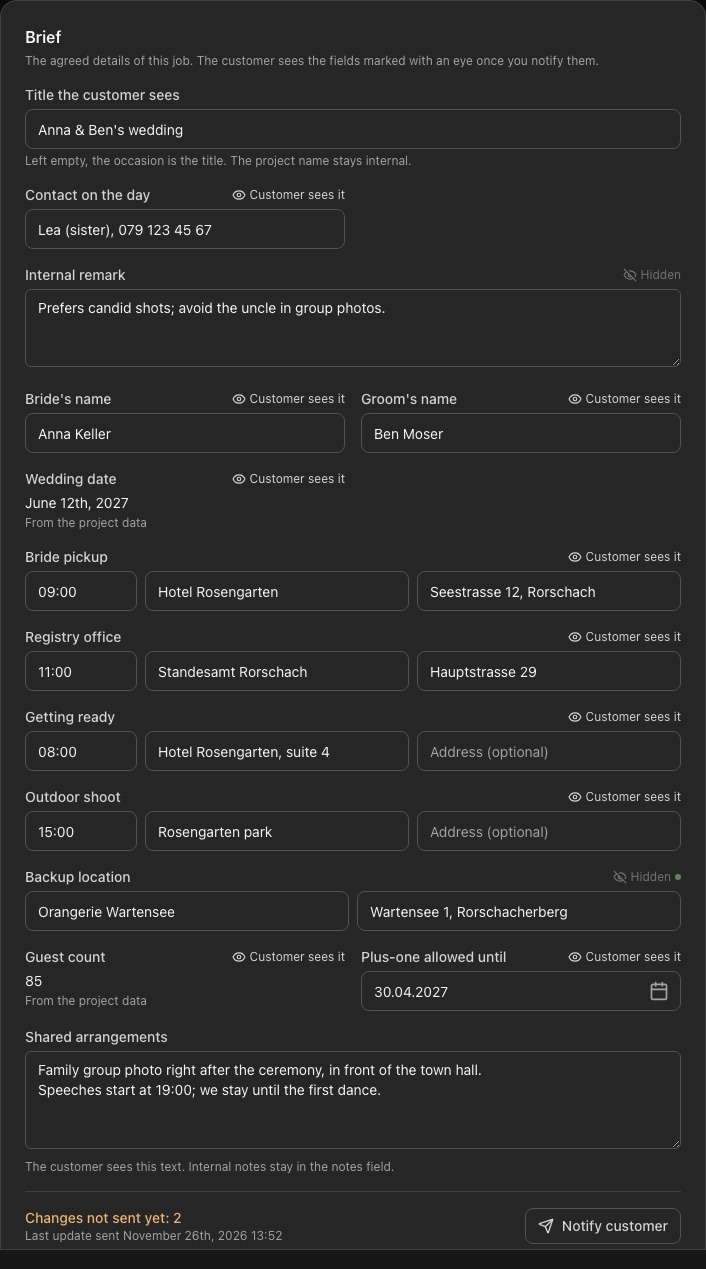 Brief
The agreed details of this job. The customer sees the fields marked with an eye once you notify them.
Title the customer sees
Anna & Ben's wedding
Left empty, the occasion is the title. The project name stays internal.
Contact on the day Customer sees it
Lea (sister), 079 123 45 67
Internal remark Hidden
Prefers candid shots; avoid the uncle in group photos.
Bride's name Customer sees it Groom's name Customer sees it
Anna Keller Ben Moser
Wedding date Customer sees it
June 12th, 2027
From the project data
Bride pickup Customer sees it
09:00 Hotel Rosengarten Seestrasse 12, Rorschach
Registry office Customer sees it
11:00 Standesamt Rorschach Hauptstrasse 29
Getting ready Customer sees it
08:00 Hotel Rosengarten, suite 4 Address (optional)
Outdoor shoot Customer sees it
15:00 Rosengarten park Address (optional)
Backup location Hidden
Orangerie Wartensee Wartensee 1, Rorschacherberg
Guest count Customer sees it Plus-one allowed until Customer sees it
85 30.04.2027
From the project data
Shared arrangements
Family group photo right after the ceremony, in front of the town hall.
Speeches start at 19:00; we stay until the first dance.
The customer sees this text. Internal notes stay in the notes field.
Changes not sent yet: 2
Last update sent November 26th, 2026 13:52
Notify customer